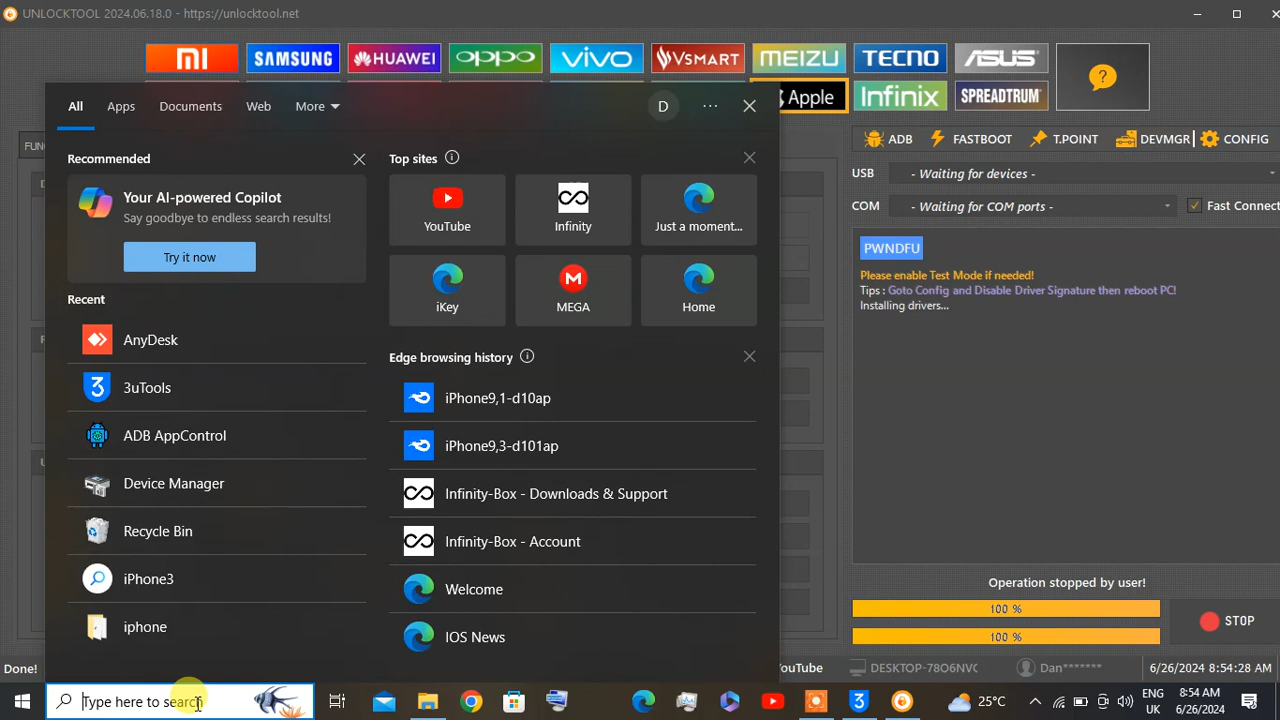 UNLOCKTOOL 2024.06.18.0 - https://unlocktool.net
SAMSUNG HUAWEI oppo vivo VSMART MEIZU TECNO ASUS
Apple Infinix SPREADTRUM
All Apps Documents Web More D
ADB FASTBOOT T.POINT DEVMGR CONFIG
Recommended
Top sites
USB - Waiting for devices -
Your AI-powered Copilot
Say goodbye to endless search results!
Try it now
YouTube Infinity Just a moment...
COM - Waiting for COM ports - Fast Connect
PWNDFU
Please enable Test Mode if needed!
Tips : Goto Config and Disable Driver Signature then reboot PC!
Installing drivers...
iKey MEGA Home
Recent
AnyDesk
3uTools
ADB AppControl
Device Manager
Recycle Bin
iPhone3
iphone
Edge browsing history
iPhone9,1-d10ap
iPhone9,3-d101ap
Infinity-Box - Downloads & Support
Infinity-Box - Account
Welcome
IOS News
Operation stopped by user!
100 %
100 %
STOP
Done!
YouTube DESKTOP-78O6NVC Dan******* 6/26/2024 8:54:28 AM
Type here to search
25°C
ENG
UK
8:54 AM
6/26/2024